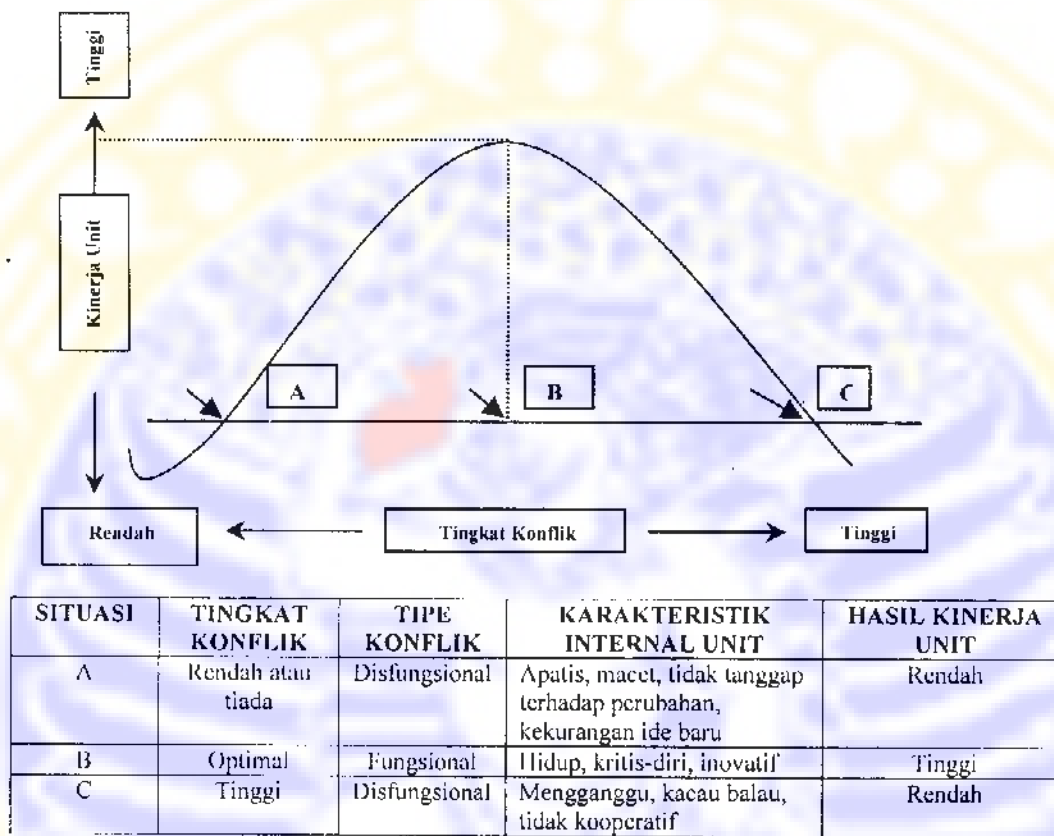 Tinggi
Kinerja Unit
A
B
C
Rendah
Tingkat Konflik
Tinggi
SITUASI
TINGKAT KONFLIK
TIPE KONFLIK
KARAKTERISTIK INTERNAL UNIT
HASIL KINERJA UNIT
A
Rendah atau tiada
Disfungsional
Apatis, macet, tidak tanggap
terhadap perubahan,
kekurangan ide baru
Rendah
B
Optimal
Fungsional
Hidup, kritis-diri, inovatif
Tinggi
C
Tinggi
Disfungsional
Mengganggu, kacau balau,
tidak kooperatif
Rendah